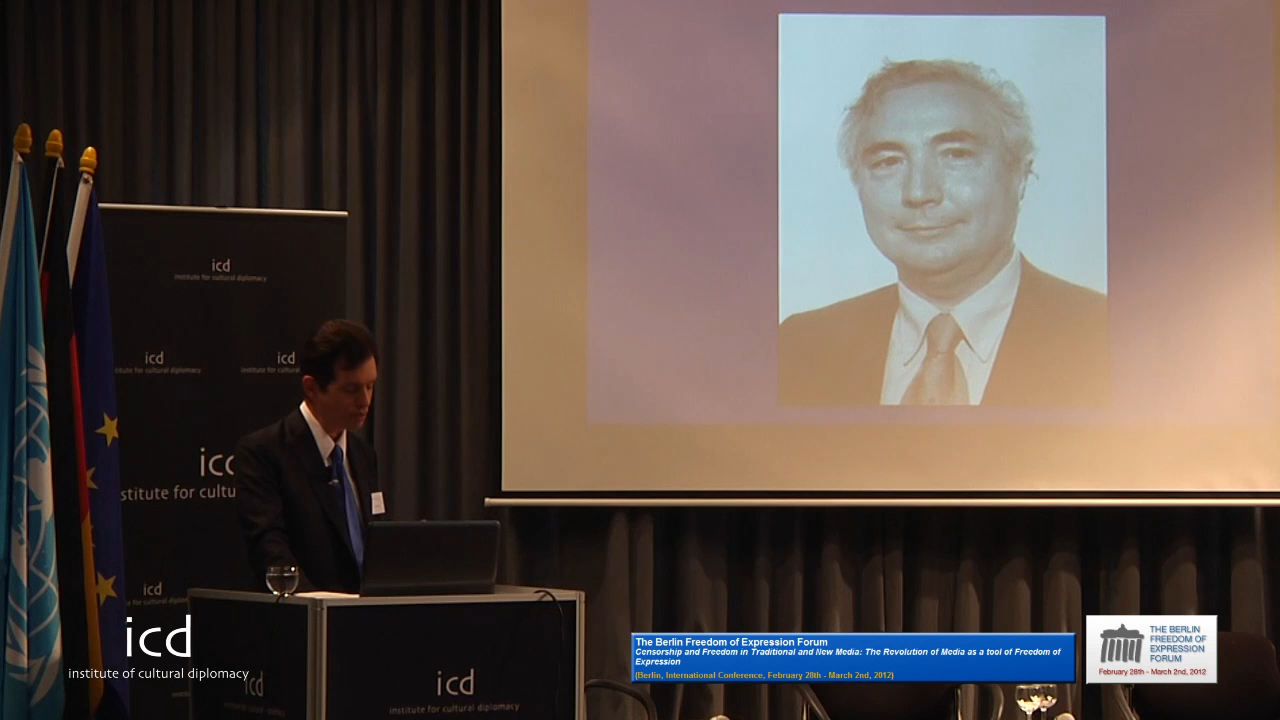 icd
institute for cultural diplomacy
icd
institute for cultural diplomacy
icd
institute for cultural diplomacy
icd
icd
icd
institute of cultural diplomacy
icd
icd
institute for cultural diplomacy
The Berlin Freedom of Expression Forum
Censorship and Freedom in Traditional and New Media: The Revolution of Media as a tool of Freedom of
Expression
(Berlin, International Conference, February 28th - March 2nd, 2012)
THE BERLIN
FREEDOM OF
EXPRESSION
FORUM
February 28th - March 2nd, 2012